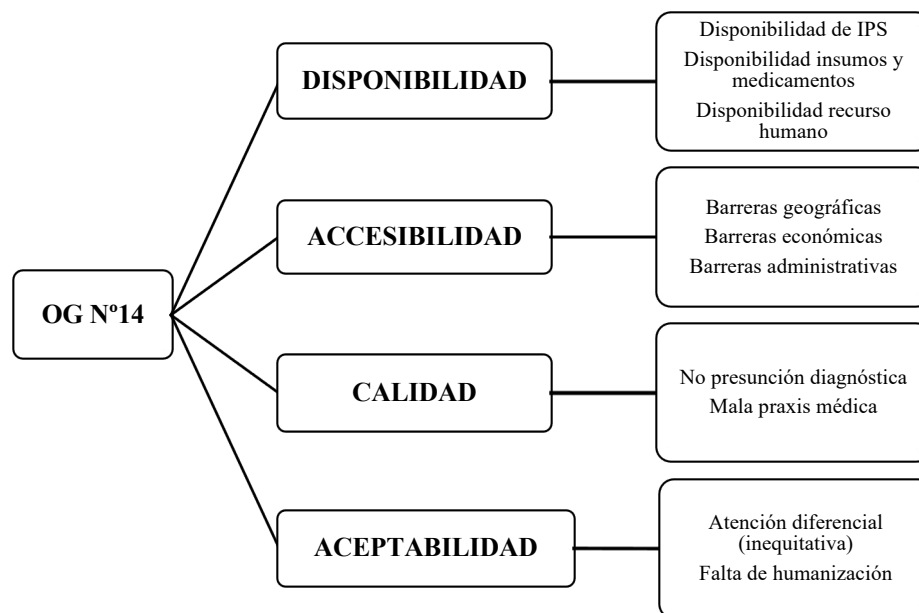 OG Nº14
DISPONIBILIDAD
Disponibilidad de IPS
Disponibilidad insumos y
medicamentos
Disponibilidad recurso
humano
ACCESIBILIDAD
Barreras geográficas
Barreras económicas
Barreras administrativas
CALIDAD
No presunción diagnóstica
Mala praxis médica
ACEPTABILIDAD
Atención diferencial
(inequitativa)
Falta de humanización